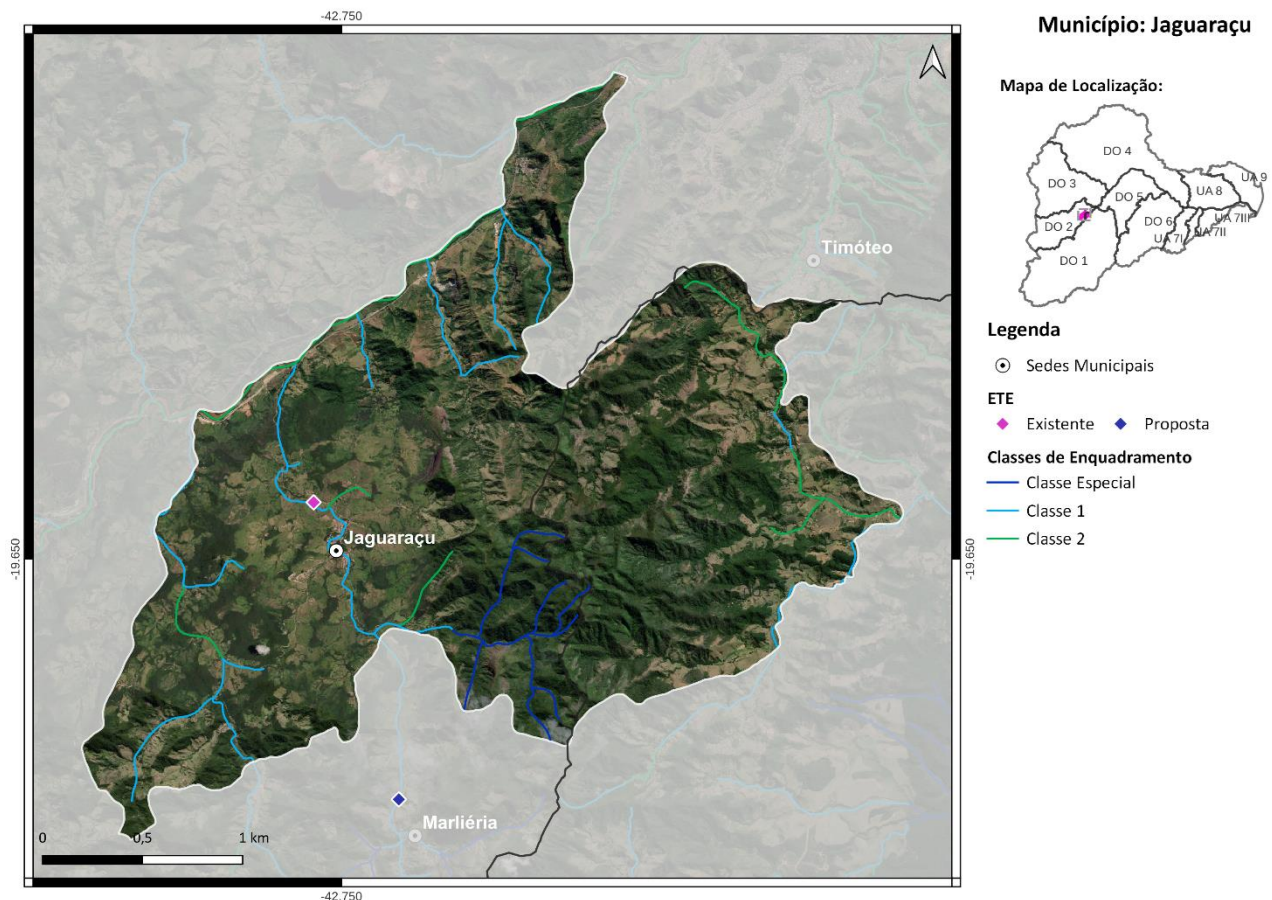 Município: Jaguaraçu
-42.750
Mapa de Localização:
DO 4
DO 3
UA 9
UA 8
DO 5
DO 2
DO 6
UA 7III
UA 7II
UA 7I
DO 1
Timóteo
Legenda
Sedes Municipais
ETE
Existente
Proposta
Classes de Enquadramento
Classe Especial
Classe 1
Classe 2
Jaguaraçu
-19.650
-19.650
Marliéria
0 0,5 1 km
-42.750